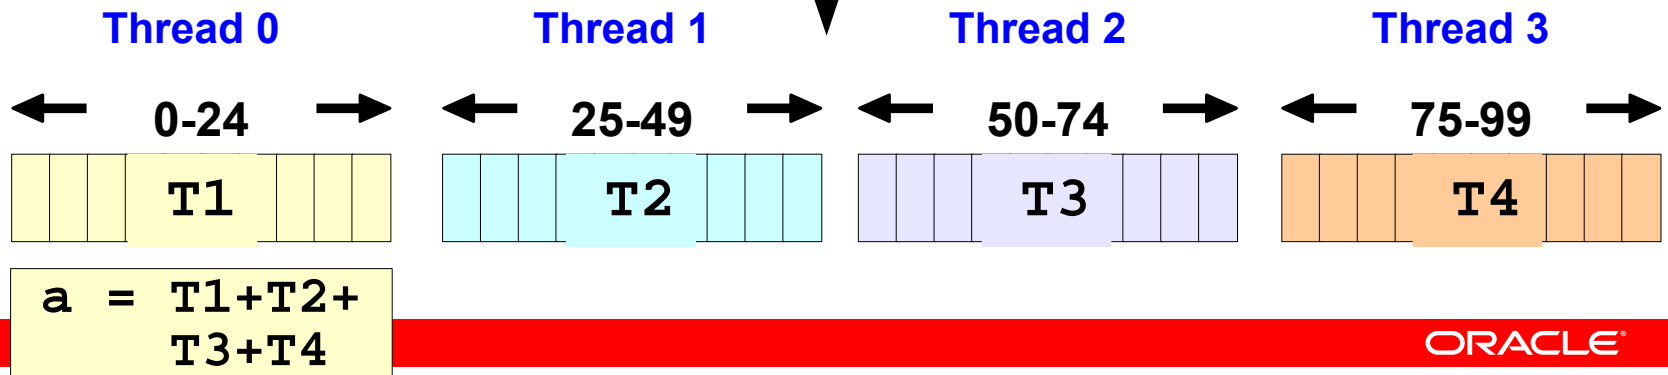 Thread 0 Thread 1 Thread 2 Thread 3
0-24 25-49 50-74 75-99
T1 T2 T3 T4
a = T1+T2+
T3+T4
ORACLE®